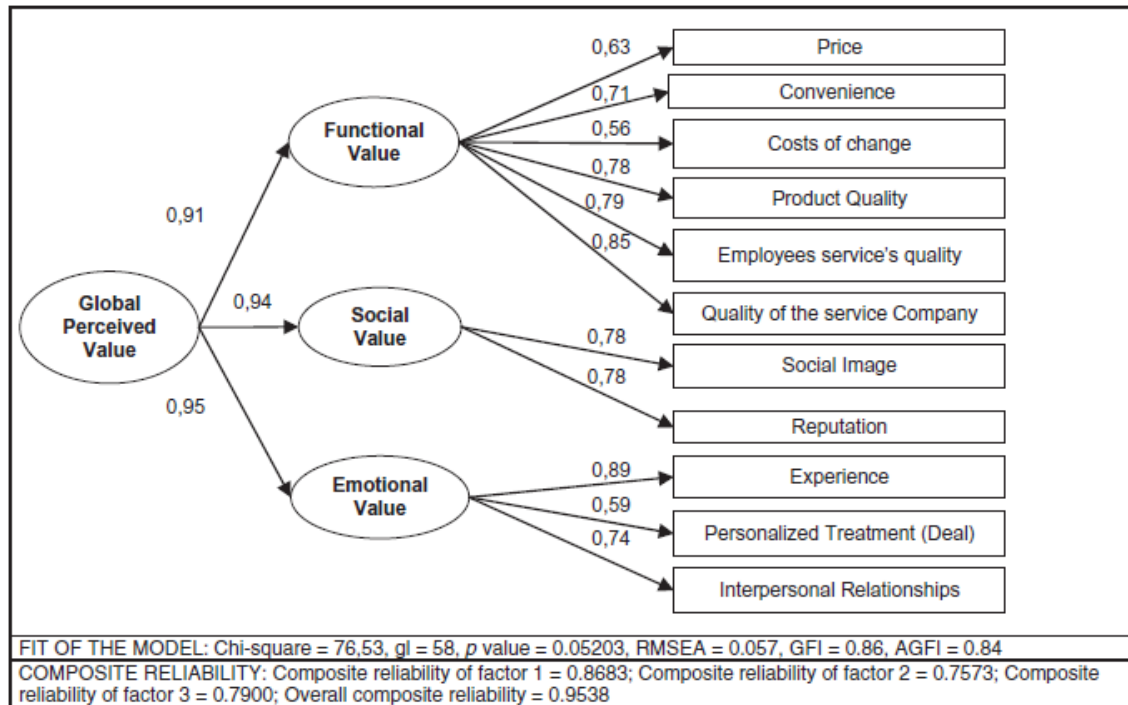 0,63
Price
0,71
Convenience
Functional
Value
0,56
Costs of change
0,78
Product Quality
0,79
0,91
0,85
Employees service's quality
Global
Perceived
Value
0,94
Social
Value
Quality of the service Company
0,78
Social Image
0,78
0,95
Reputation
0,89
Experience
Emotional
Value
0,59
Personalized Treatment (Deal)
0,74
Interpersonal Relationships
FIT OF THE MODEL: Chi-square = 76,53, gl = 58, p value = 0.05203, RMSEA = 0.057, GFI = 0.86, AGFI = 0.84
COMPOSITE RELIABILITY: Composite reliability of factor 1 = 0.8683; Composite reliability of factor 2 = 0.7573; Composite
reliability of factor 3 = 0.7900; Overall composite reliability = 0.9538